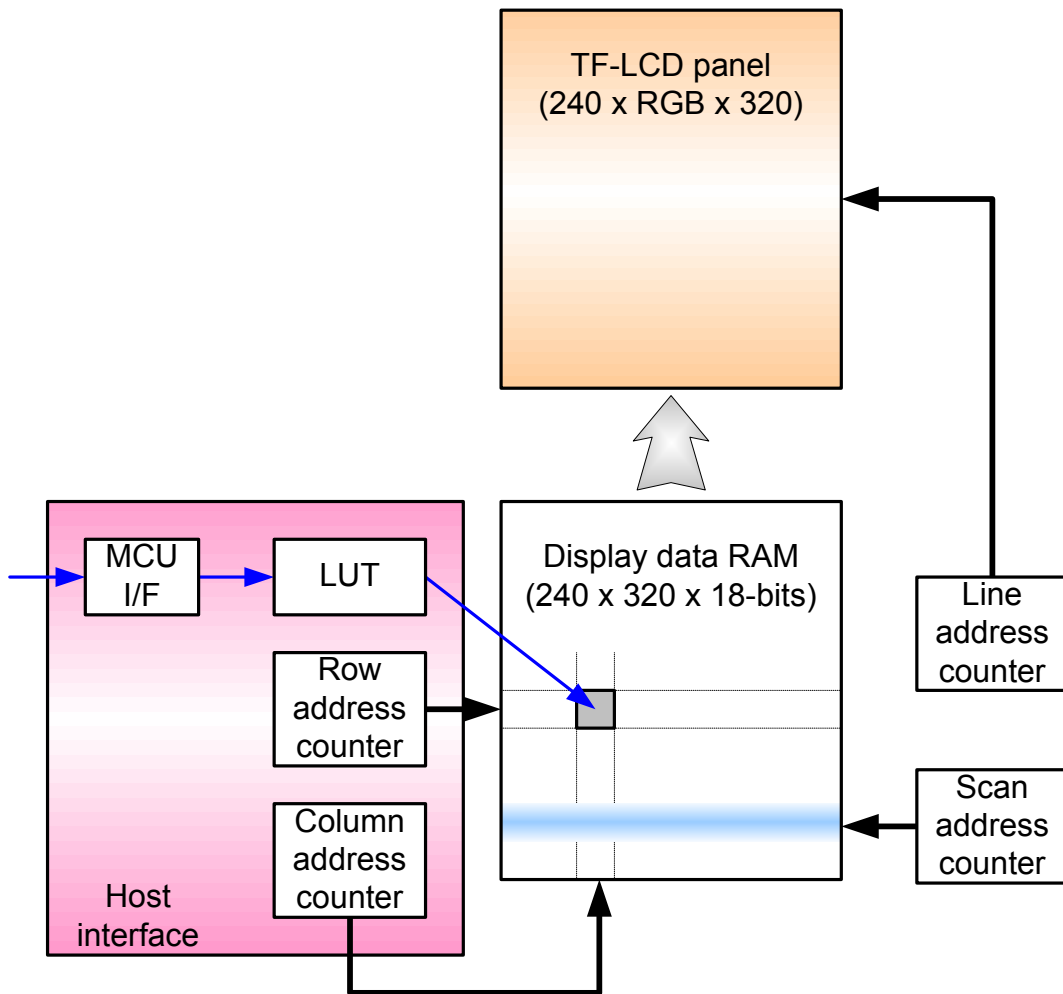 TF-LCD panel
(240 x RGB x 320)
MCU
I/F
LUT
Display data RAM
(240 x 320 x 18-bits)
Line
address
counter
Row
address
counter
Scan
address
counter
Column
address
counter
Host
interface